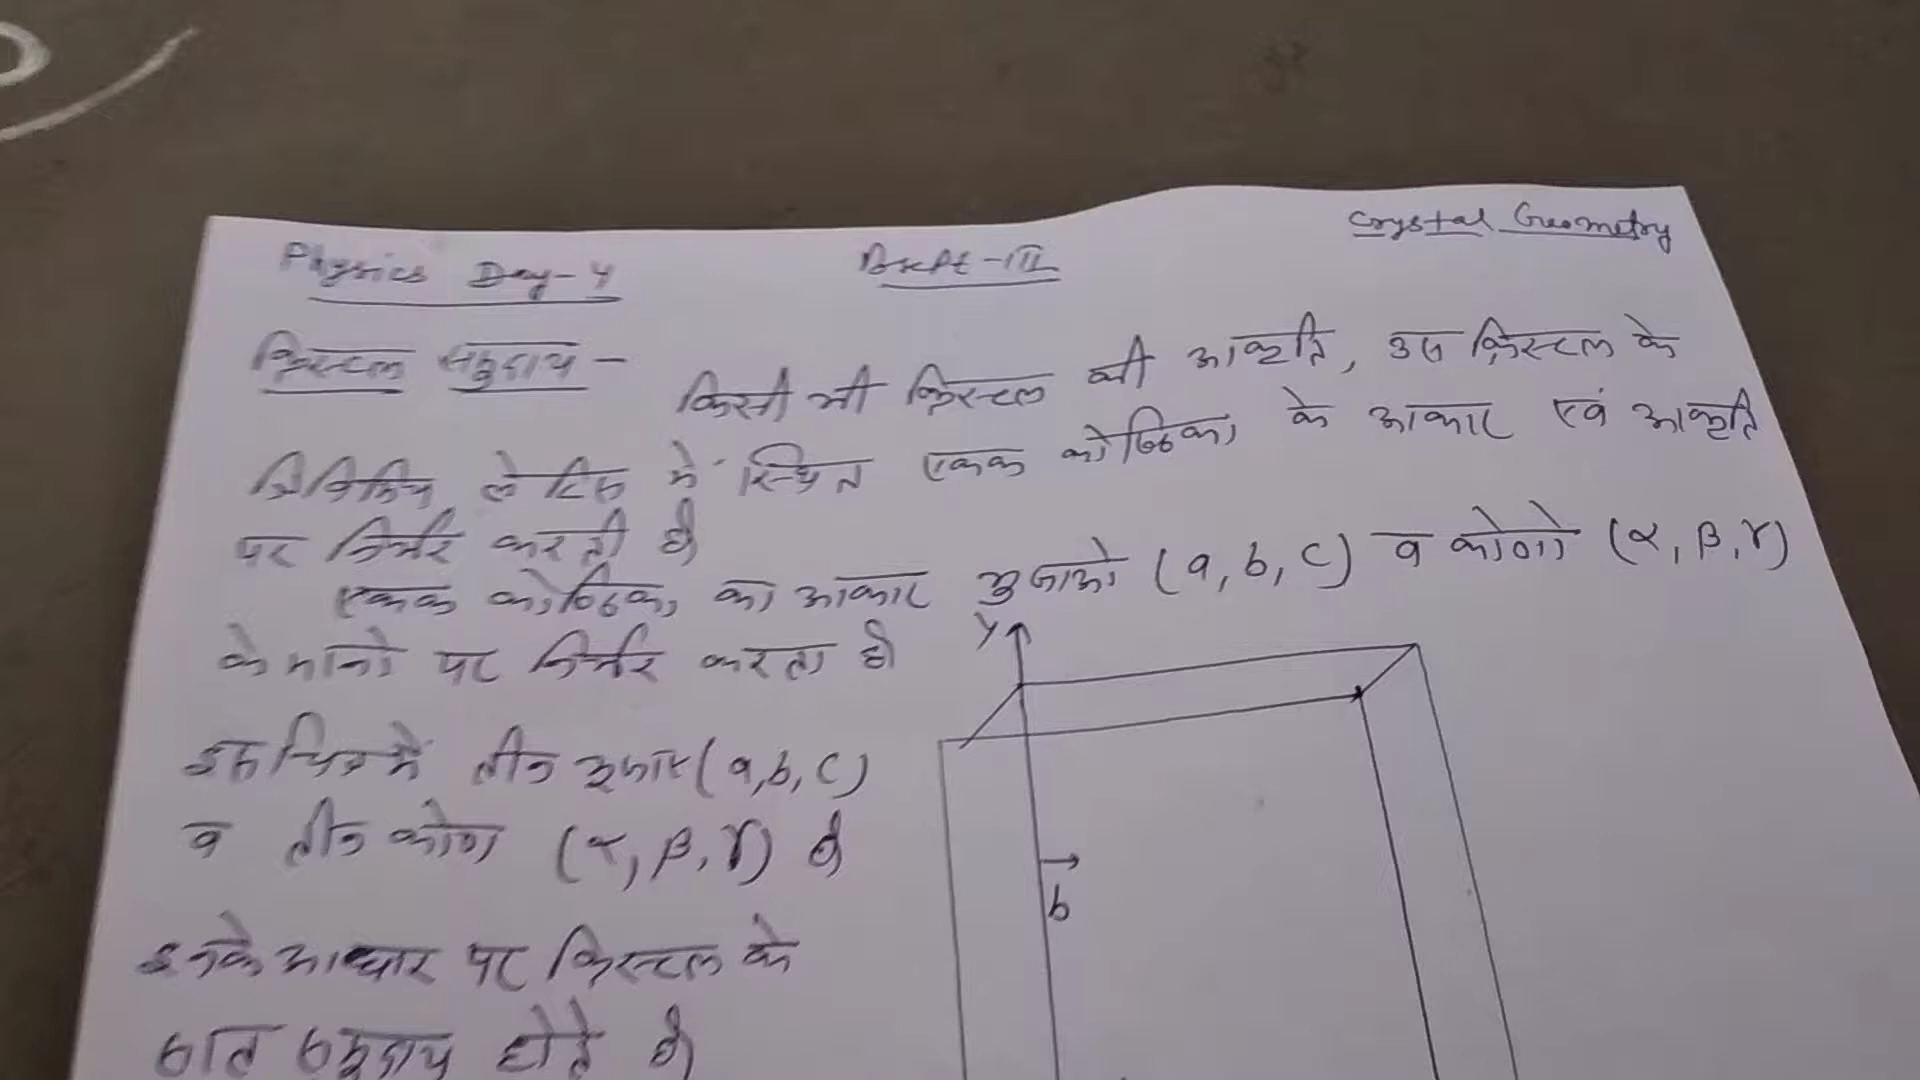 Crystal Geometry
Physics Day-4 Part-III
क्रिस्टल समुदाय -
किसी भी क्रिस्टल की आकृति, उस क्रिस्टल के
त्रिविमिय लेटिस में स्थित एकक कोष्ठिका के आकार एवं आकृति
पर निर्भर करती है
एकक कोष्ठिका का आकार भुजाओ (a, b, c) व कोणो (α, β, γ)
के मानो पर निर्भर करता है
y
इस चित्र में तीन भुजाए (a, b, c)
व तीन कोण (α, β, γ) है
b
इनके आधार पर क्रिस्टल के
सात समुदाय होते है